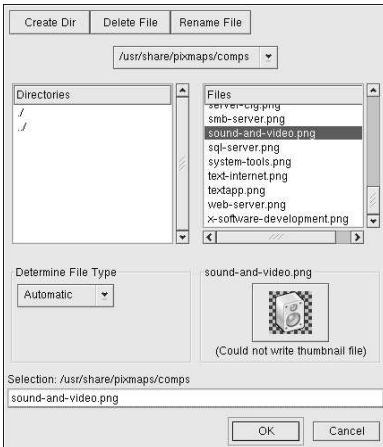 Create Dir Delete File Rename File
/usr/share/pixmaps/comps
Directories
./
../
Files
server-cfg.png
smb-server.png
sound-and-video.png
sql-server.png
system-tools.png
text-internet.png
textapp.png
web-server.png
x-software-development.png
Determine File Type
Automatic
sound-and-video.png
(Could not write thumbnail file)
Selection: /usr/share/pixmaps/comps
sound-and-video.png
OK Cancel